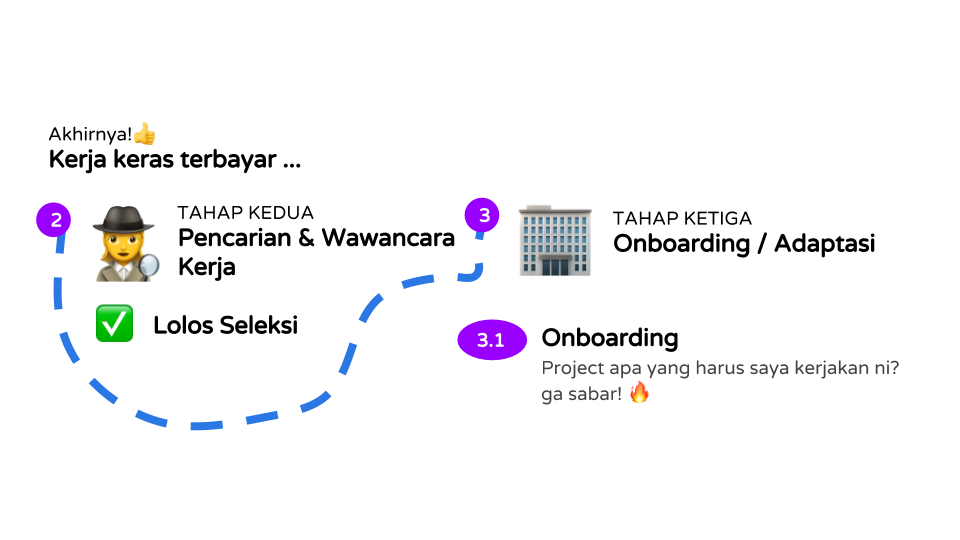 Akhirnya!👍
Kerja keras terbayar ...
2
TAHAP KEDUA
Pencarian & Wawancara
Kerja
✅ Lolos Seleksi
3
TAHAP KETIGA
Onboarding / Adaptasi
3.1
Onboarding
Project apa yang harus saya kerjakan ni?
ga sabar! 🔥